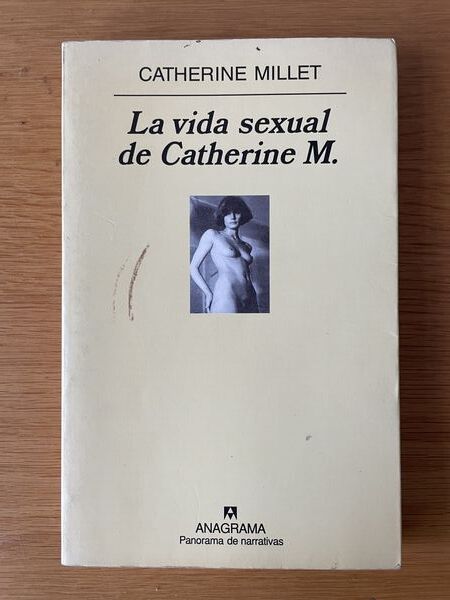 CATHERINE MILLET
La vida sexual
de Catherine M.
ANAGRAMA
Panorama de narrativas